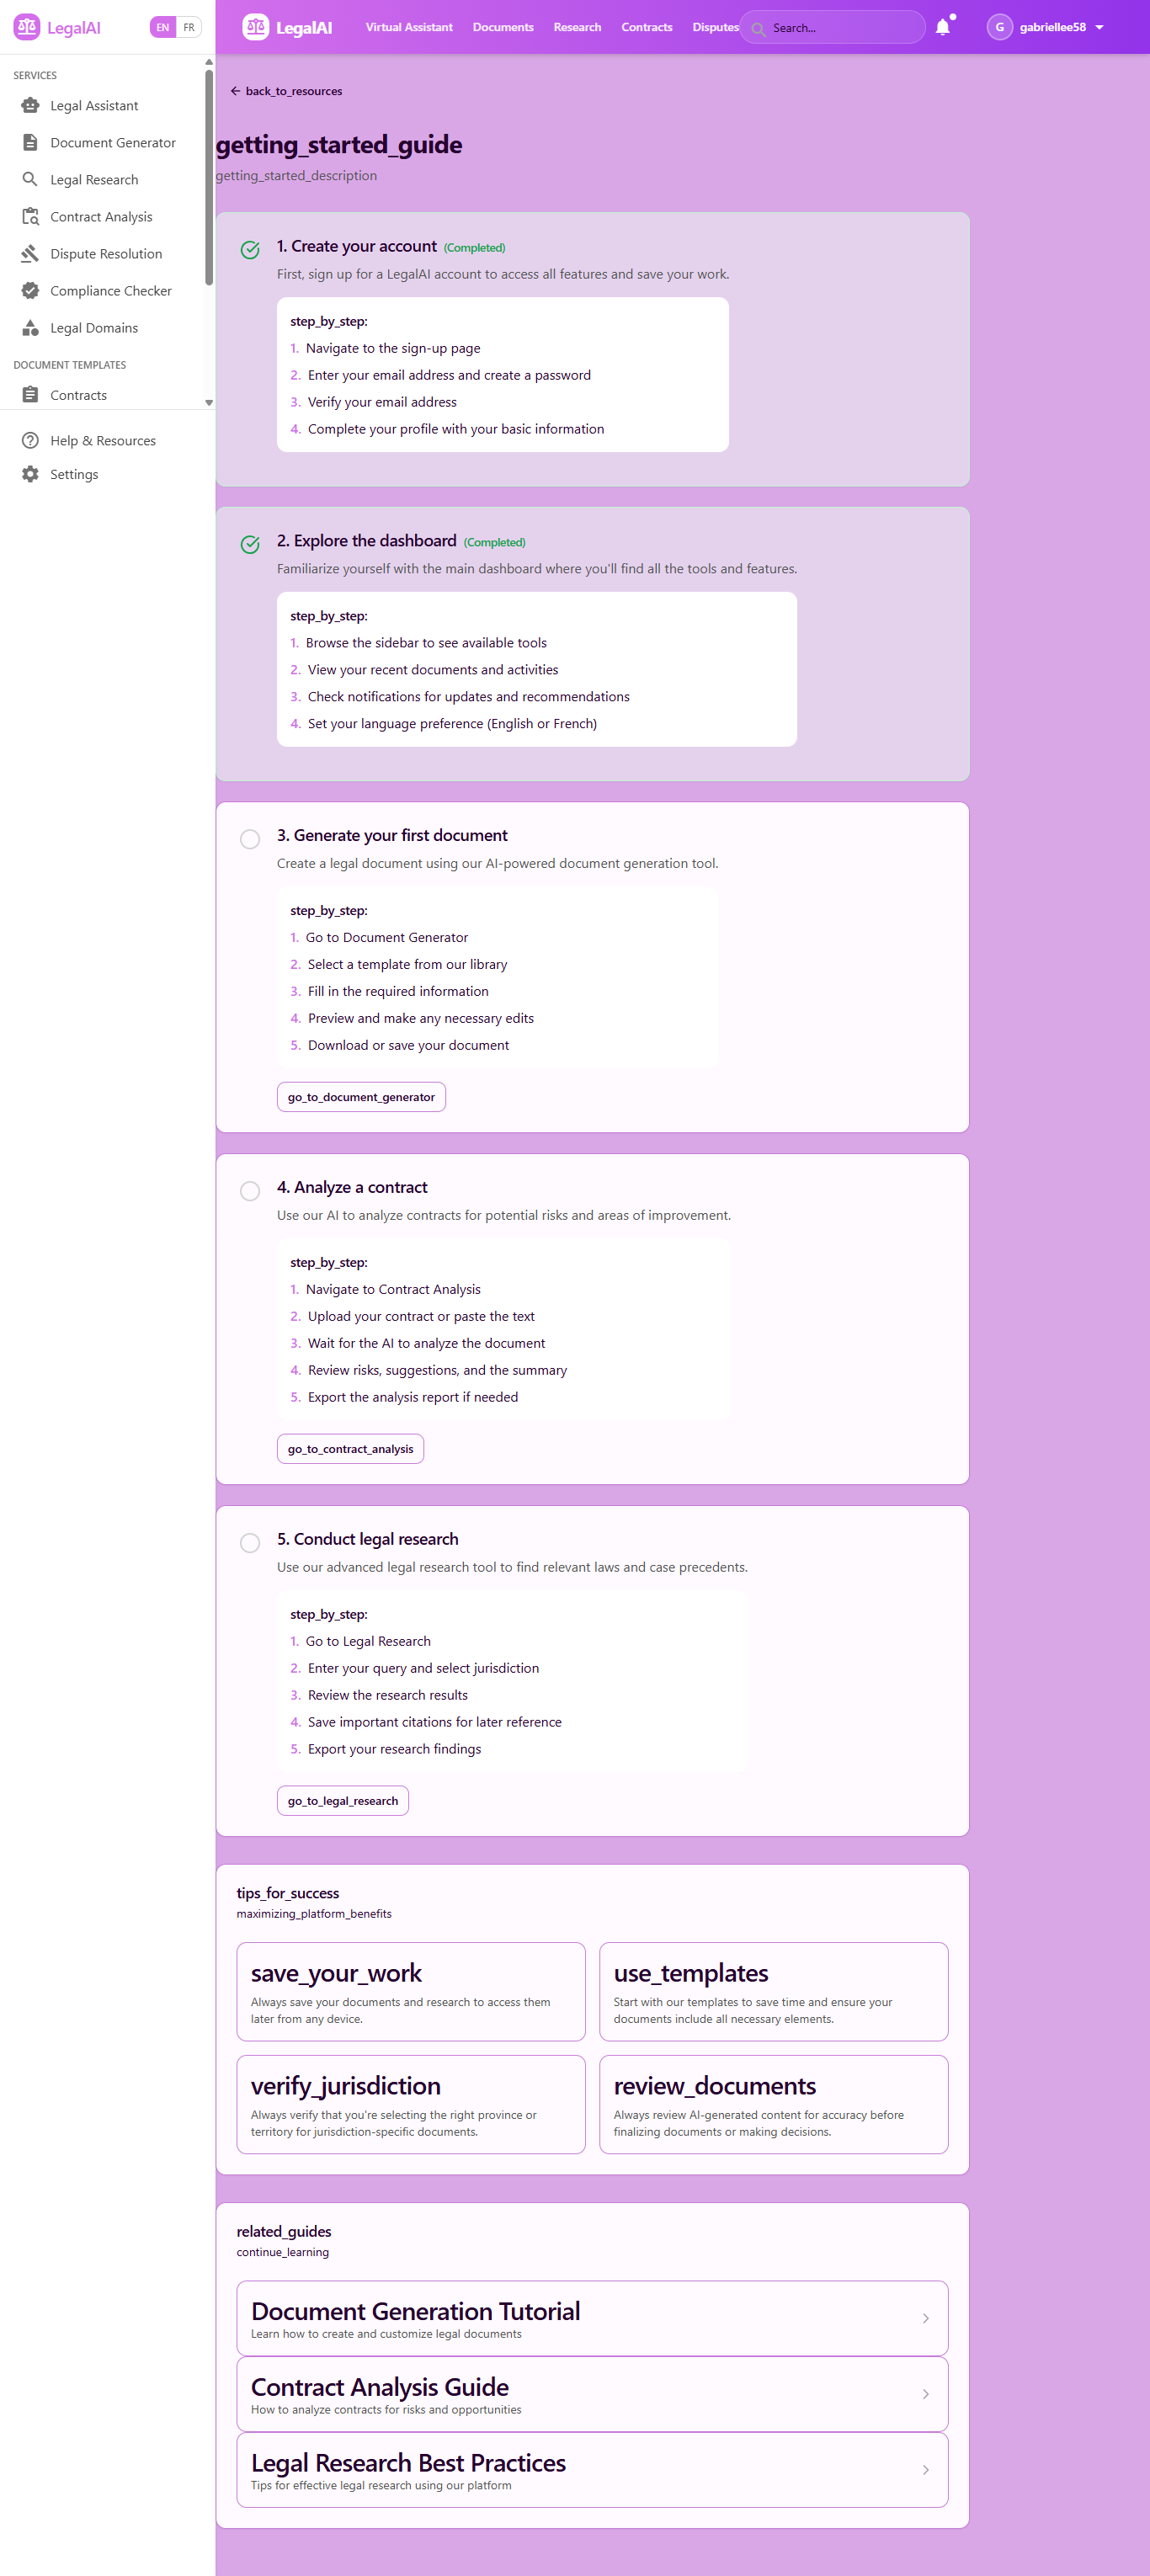 LegalAI
EN FR
SERVICES
Legal Assistant
Document Generator
Legal Research
Contract Analysis
Dispute Resolution
Compliance Checker
Legal Domains
DOCUMENT TEMPLATES
Contracts
Help & Resources
Settings
LegalAI Virtual Assistant Documents Research Contracts Disputes Search... G gabriellee58
back_to_resources
getting_started_guide
getting_started_description
1. Create your account (Completed)
First, sign up for a LegalAI account to access all features and save your work.
step_by_step:
1. Navigate to the sign-up page
2. Enter your email address and create a password
3. Verify your email address
4. Complete your profile with your basic information
2. Explore the dashboard (Completed)
Familiarize yourself with the main dashboard where you'll find all the tools and features.
step_by_step:
1. Browse the sidebar to see available tools
2. View your recent documents and activities
3. Check notifications for updates and recommendations
4. Set your language preference (English or French)
3. Generate your first document
Create a legal document using our AI-powered document generation tool.
step_by_step:
1. Go to Document Generator
2. Select a template from our library
3. Fill in the required information
4. Preview and make any necessary edits
5. Download or save your document
go_to_document_generator
4. Analyze a contract
Use our AI to analyze contracts for potential risks and areas of improvement.
step_by_step:
1. Navigate to Contract Analysis
2. Upload your contract or paste the text
3. Wait for the AI to analyze the document
4. Review risks, suggestions, and the summary
5. Export the analysis report if needed
go_to_contract_analysis
5. Conduct legal research
Use our advanced legal research tool to find relevant laws and case precedents.
step_by_step:
1. Go to Legal Research
2. Enter your query and select jurisdiction
3. Review the research results
4. Save important citations for later reference
5. Export your research findings
go_to_legal_research
tips_for_success
maximizing_platform_benefits
save_your_work
Always save your documents and research to access them
later from any device.
use_templates
Start with our templates to save time and ensure your
documents include all necessary elements.
verify_jurisdiction
Always verify that you're selecting the right province or
territory for jurisdiction-specific documents.
review_documents
Always review AI-generated content for accuracy before
finalizing documents or making decisions.
related_guides
continue_learning
Document Generation Tutorial
Learn how to create and customize legal documents
Contract Analysis Guide
How to analyze contracts for risks and opportunities
Legal Research Best Practices
Tips for effective legal research using our platform